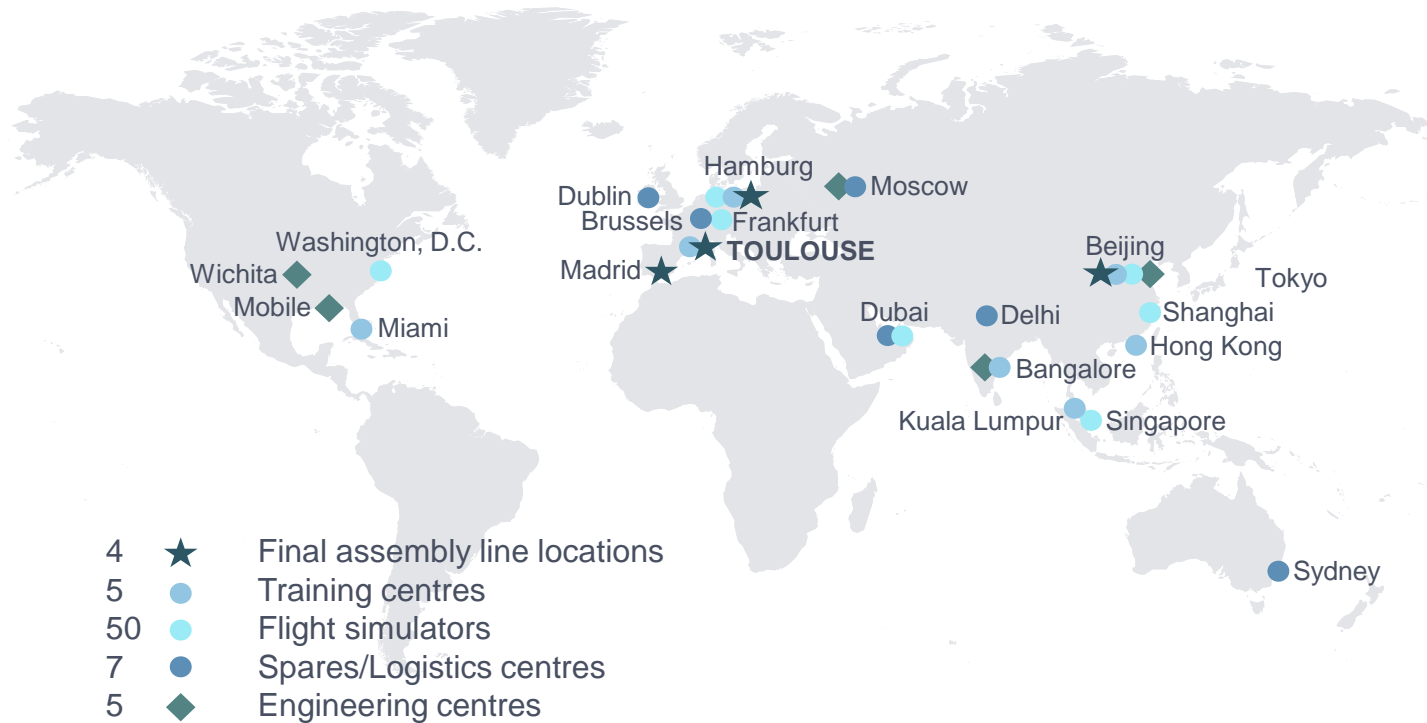 Hamburg
Dublin
Moscow
Brussels
Frankfurt
Washington, D.C.
TOULOUSE
Beijing
Wichita
Madrid
Tokyo
Mobile
Dubai
Delhi
Shanghai
Miami
Hong Kong
Bangalore
Kuala Lumpur
Singapore
4 Final assembly line locations
5 Training centres
50 Flight simulators
7 Spares/Logistics centres
5 Engineering centres
Sydney